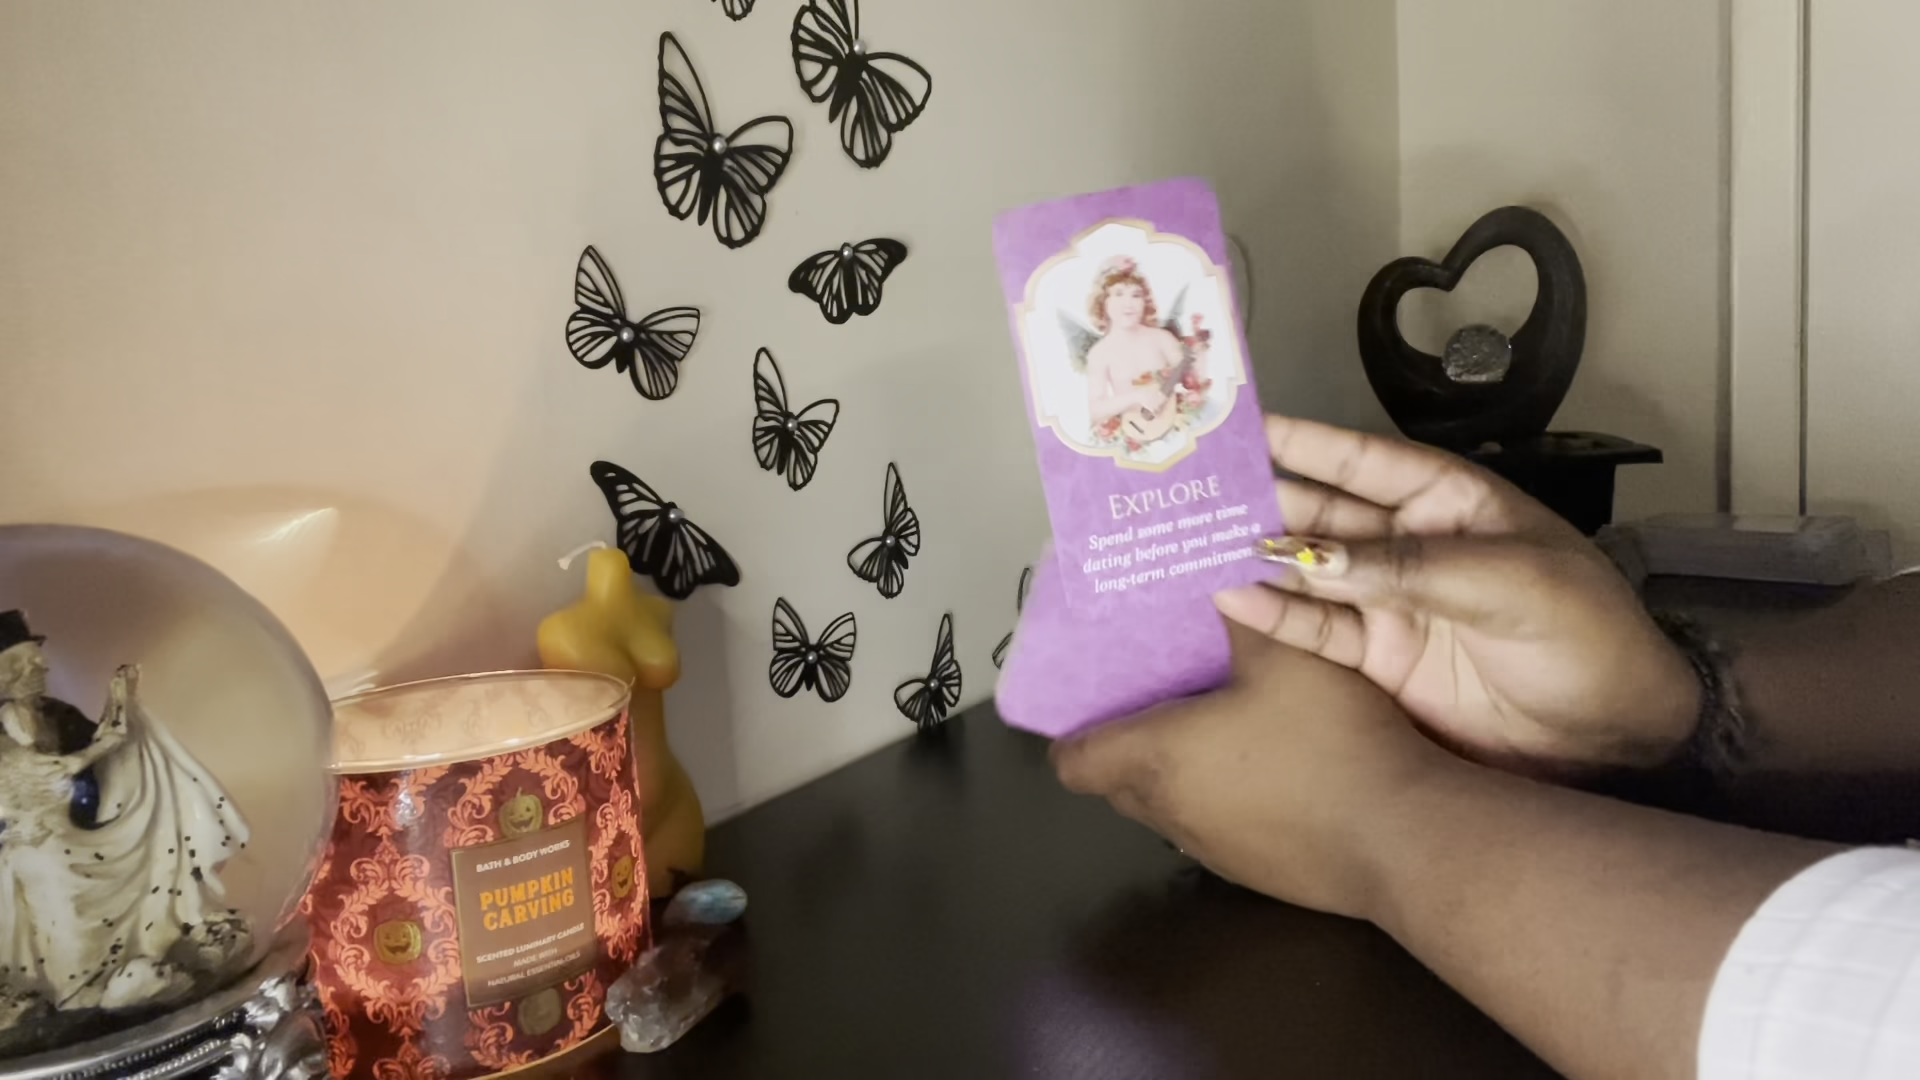 EXPLORE
Spend some more time
dating before you make a
long-term commitment
BATH & BODY WORKS
PUMPKIN
CARVING
SCENTED LUMINARY CANDLE
MADE WITH
NATURAL ESSENTIAL OILS